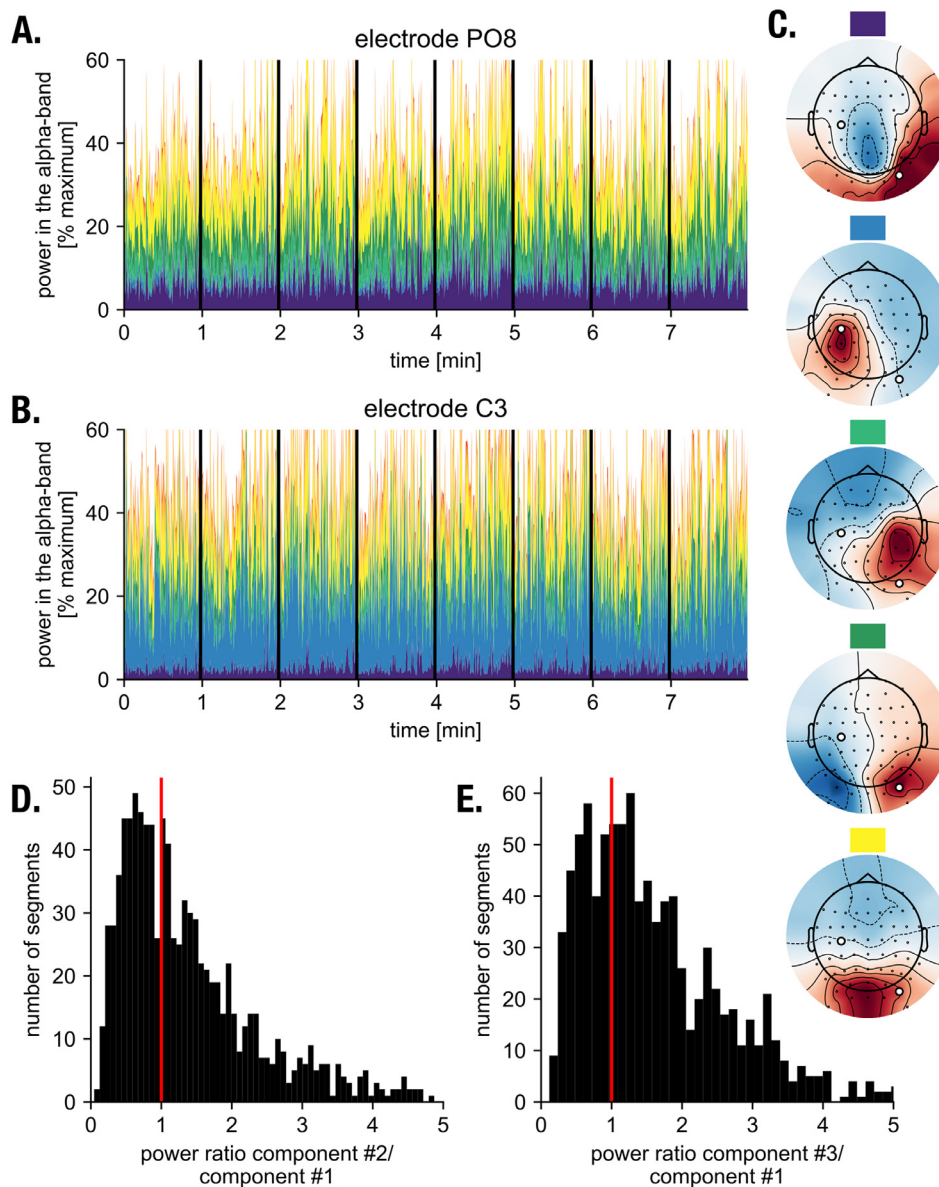 A.
electrode PO8
power in the alpha-band
[% maximum]
60
40
20
0
0 1 2 3 4 5 6 7
time [min]
B.
electrode C3
power in the alpha-band
[% maximum]
60
40
20
0
0 1 2 3 4 5 6 7
time [min]
C.
D.
number of segments
50
40
30
20
10
0
0 1 2 3 4 5
power ratio component #2/
component #1
E.
number of segments
60
50
40
30
20
10
0
0 1 2 3 4 5
power ratio component #3/
component #1